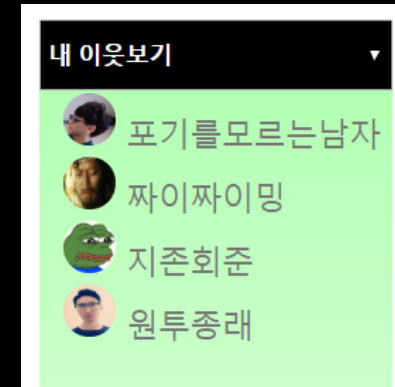 내 이웃보기 ▼
포기를모르는남자
짜이짜이밍
지존회준
원투종래